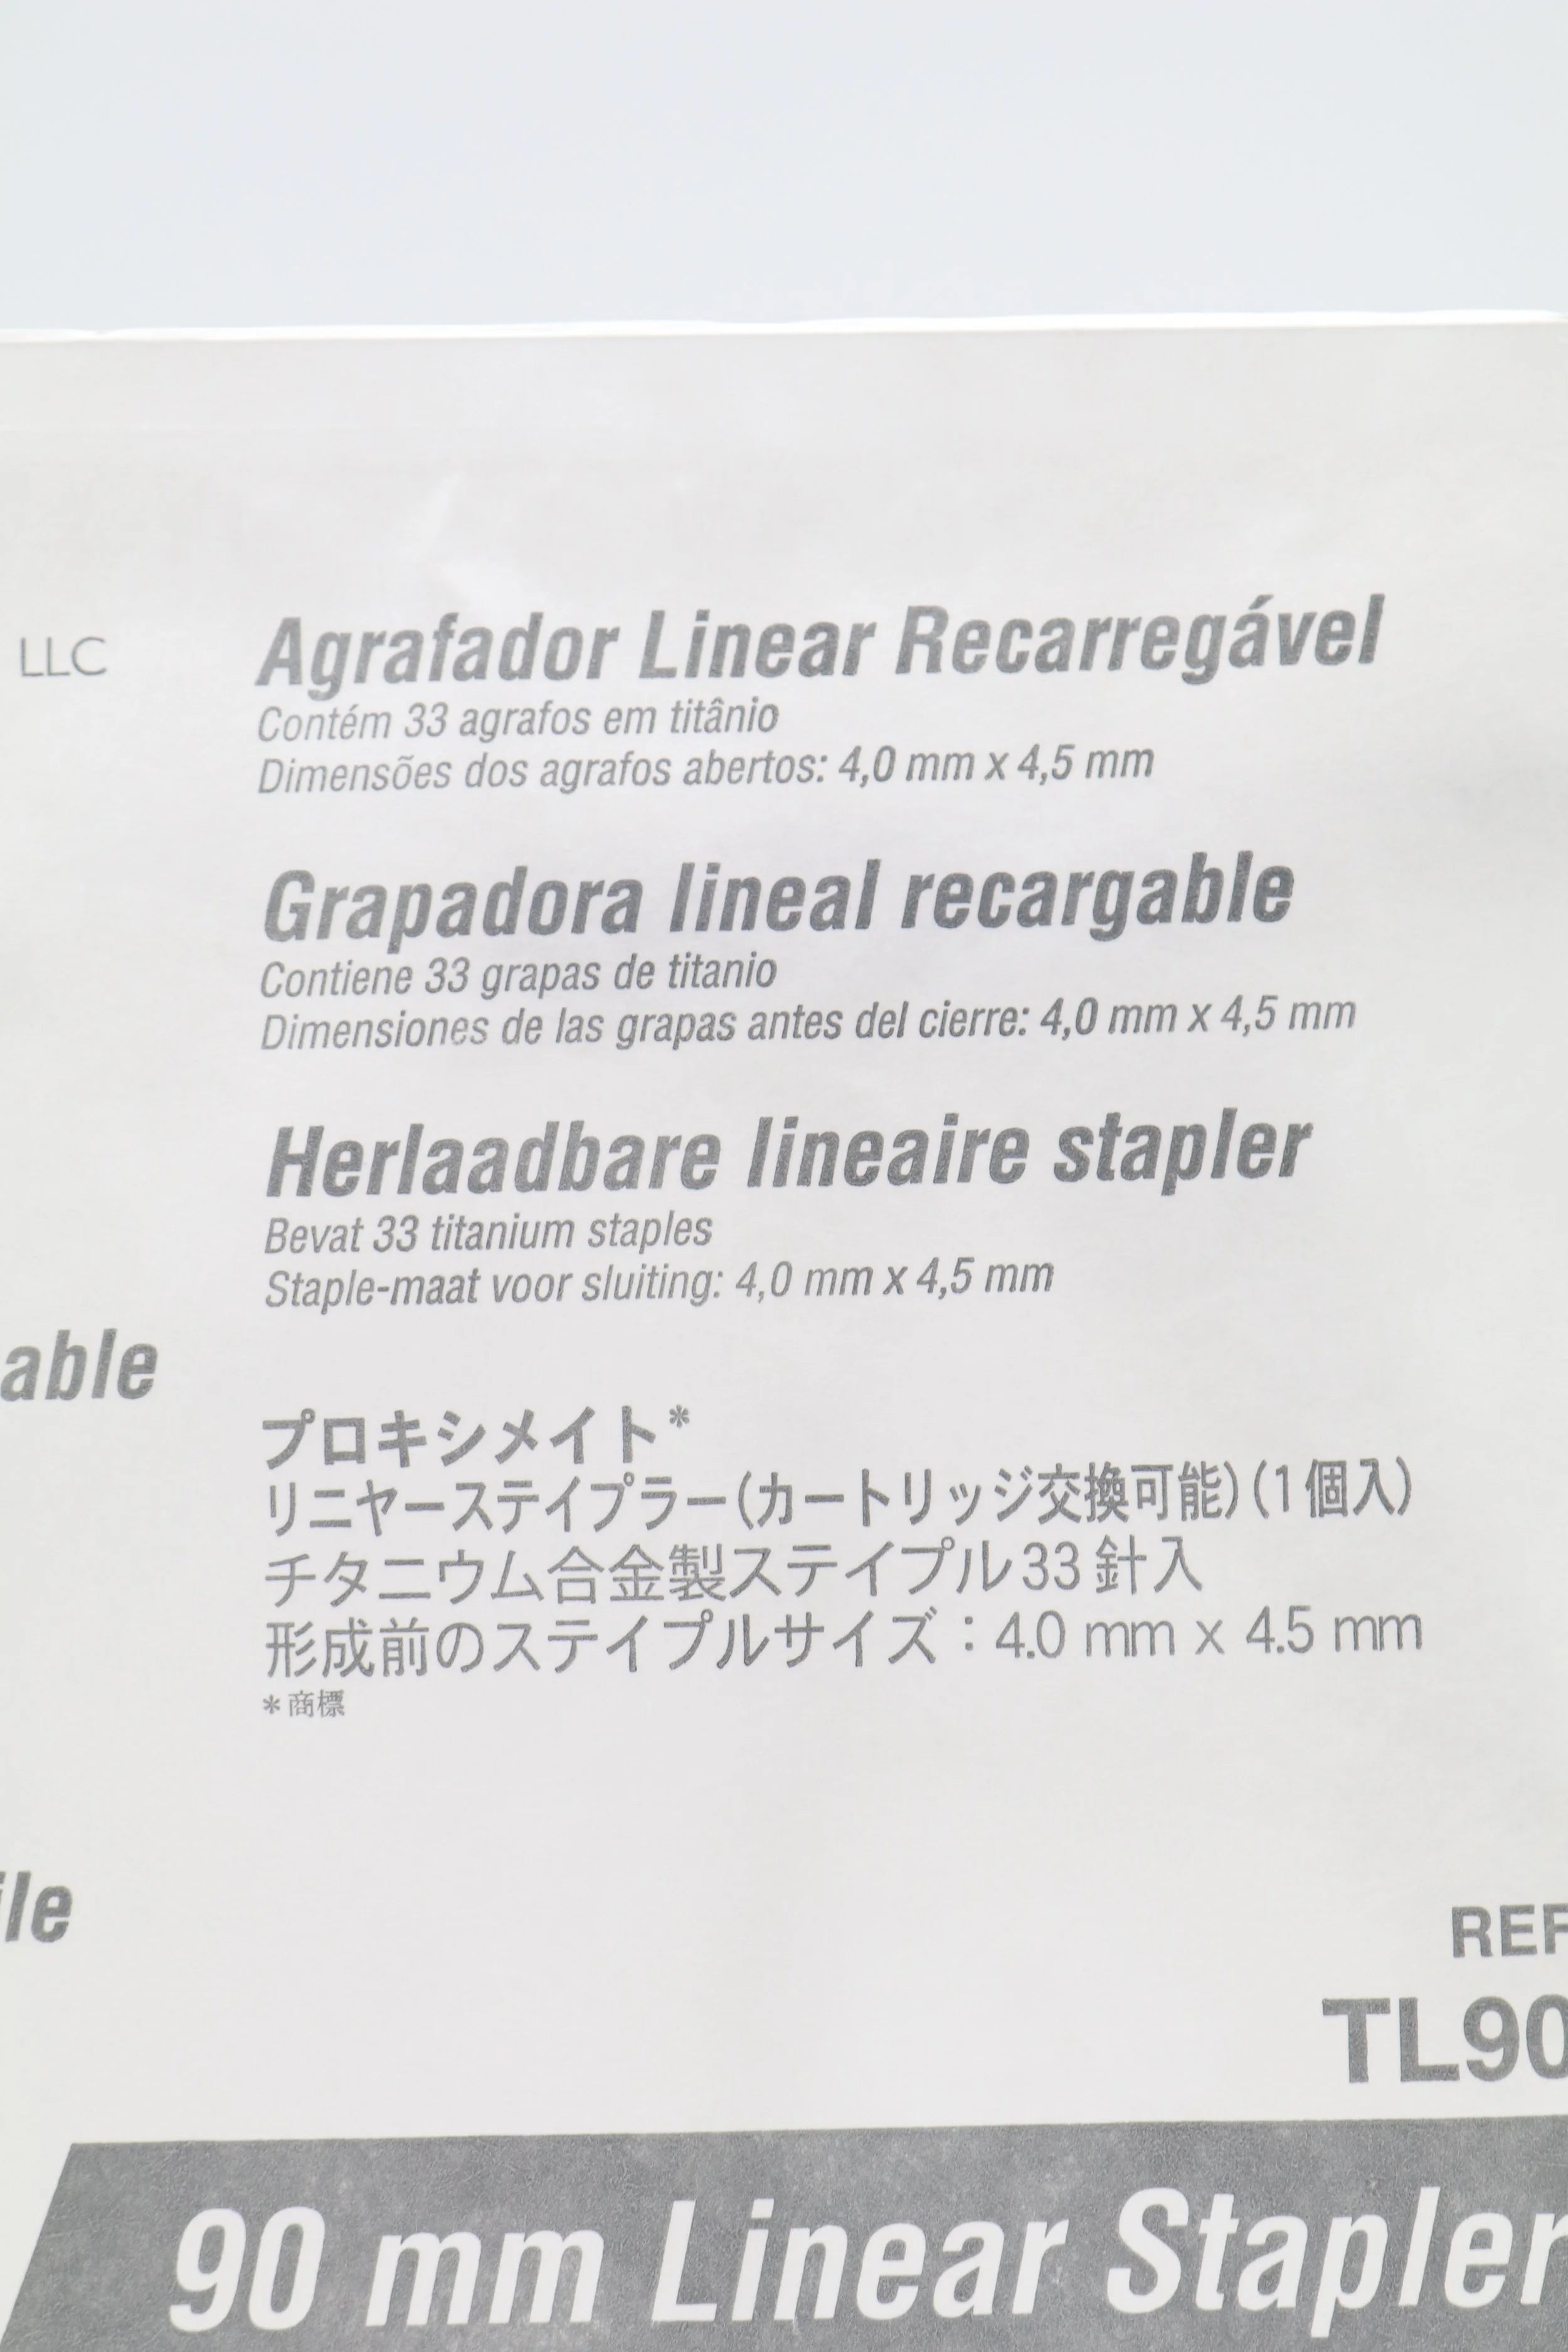 LLC
Agrafador Linear Recarregável
Contém 33 agrafos em titânio
Dimensões dos agrafos abertos: 4,0 mm x 4,5 mm
Grapadora lineal recargable
Contiene 33 grapas de titanio
Dimensiones de las grapas antes del cierre: 4,0 mm x 4,5 mm
Herlaadbare lineaire stapler
Bevat 33 titanium staples
Staple-maat voor sluiting: 4,0 mm x 4,5 mm
able
プロキシメイト*
リニヤーステイプラー(カートリッジ交換可能)(1個入)
チタニウム合金製ステイプル33針入
形成前のステイプルサイズ：4.0 mm x 4.5 mm
*商標
ile
REF
TL90
90 mm Linear Stapler